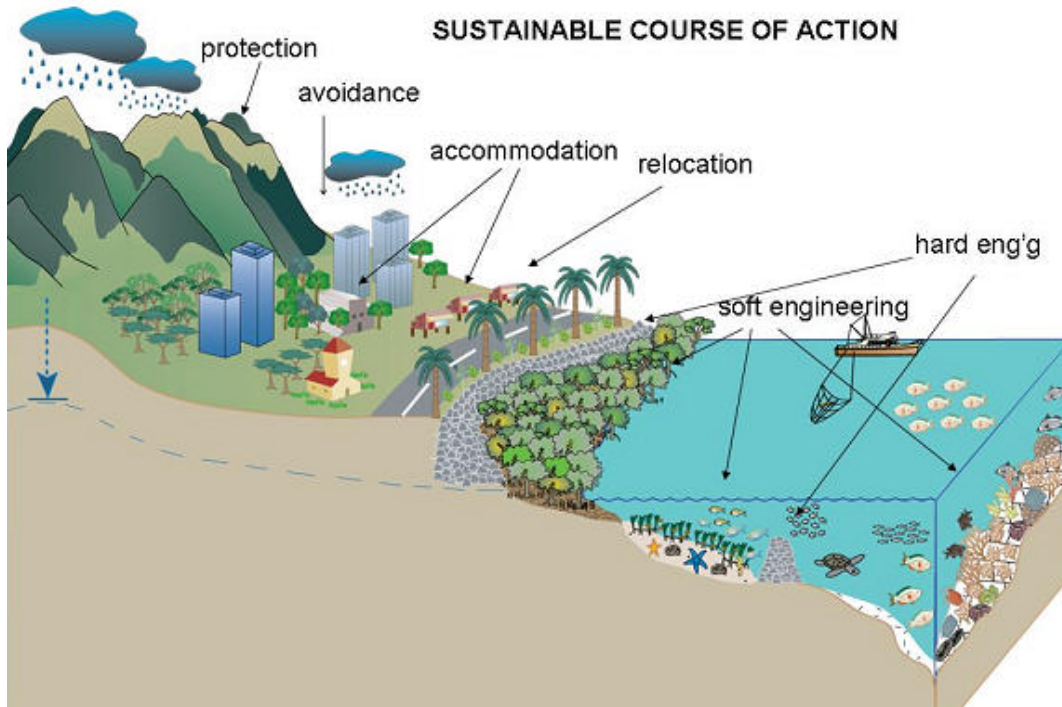 SUSTAINABLE COURSE OF ACTION
protection
avoidance
accommodation
relocation
hard eng'g
soft engineering